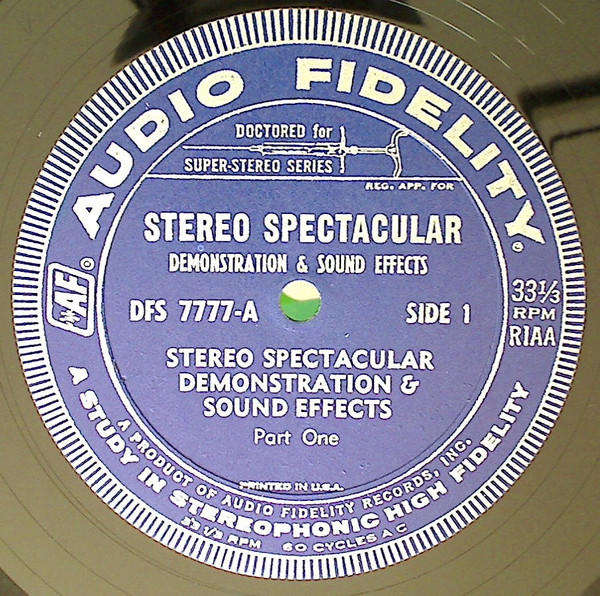 AUDIO FIDELITY®
DOCTORED for
SUPER-STEREO SERIES
REG. APP. FOR
STEREO SPECTACULAR
DEMONSTRATION & SOUND EFFECTS
AF®
DFS 7777-A
SIDE 1
33⅓
RPM
RIAA
STEREO SPECTACULAR
DEMONSTRATION &
SOUND EFFECTS
Part One
PRINTED IN U.S.A.
A PRODUCT OF AUDIO FIDELITY RECORDS, INC.
A STUDY IN STEREOPHONIC HIGH FIDELITY
33⅓ RPM 60 CYCLES A C